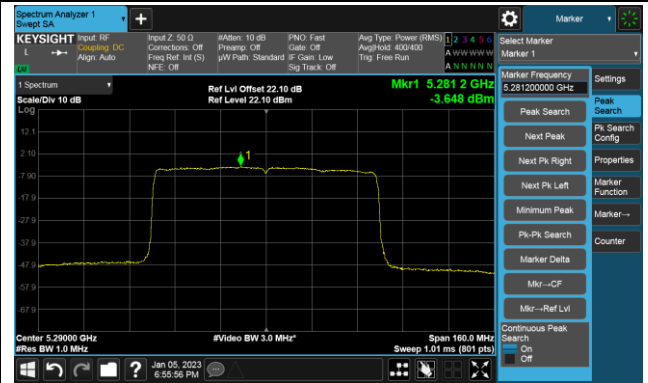 Spectrum Analyzer 1
Swept SA
+
Marker
KEYSIGHT
L
Input: RF
Coupling: DC
Align: Auto
Input Z: 50 Ω
Corrections: Off
Freq Ref: Int (S)
NFE: Off
#Atten: 10 dB
Preamp: Off
µW Path: Standard
PNO: Fast
Gate: Off
IF Gain: Low
Sig Track: Off
Avg Type: Power (RMS)
Avg|Hold: 400/400
Trig: Free Run
1 2 3 4 5 6
A W W W W W
A N N N N N
Select Marker
Marker 1
1 Spectrum
Scale/Div 10 dB
Log
Ref Lvl Offset 22.10 dB
Ref Level 22.10 dBm
Mkr1 5.281 2 GHz
-3.648 dBm
12.1
2.10
-7.90
-17.9
-27.9
-37.9
-47.9
-57.9
-67.9
1
Center 5.29000 GHz
#Res BW 1.0 MHz
#Video BW 3.0 MHz*
Span 160.0 MHz
Sweep 1.01 ms (801 pts)
Marker Frequency
5.281200000 GHz
Peak Search
Next Peak
Next Pk Right
Next Pk Left
Minimum Peak
Pk-Pk Search
Marker Delta
Mkr→CF
Mkr→Ref Lvl
Continuous Peak
Search
On
Off
Settings
Peak
Search
Pk Search
Config
Properties
Marker
Function
Marker→
Counter
?
Jan 05, 2023
6:55:56 PM